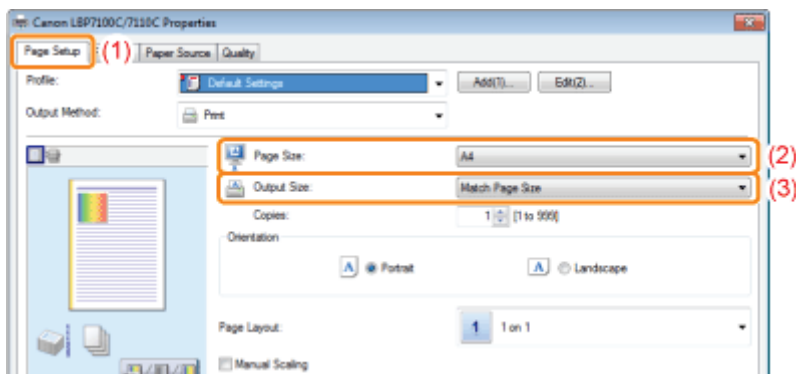 Canon LBP7100C/7110C Properties
Page Setup (1) Paper Source Quality
Profile: Default Settings Add(1)... Edit(2)...
Output Method: Print
Page Size: A4 (2)
Output Size: Match Page Size (3)
Copies: 1 [1 to 999]
Orientation
A Portrait A Landscape
Page Layout: 1 1 on 1
Manual Scaling